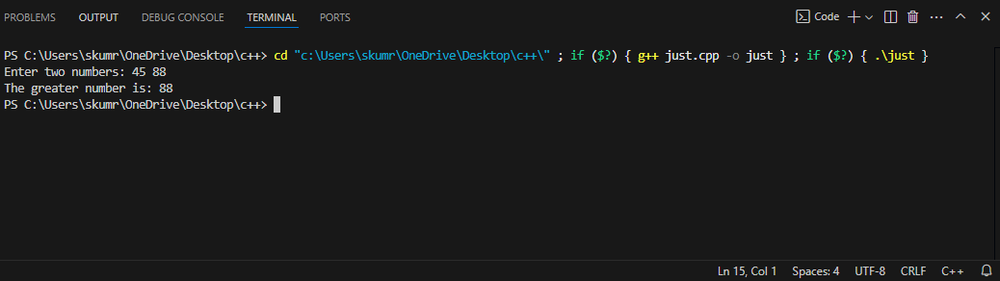 PROBLEMS OUTPUT DEBUG CONSOLE TERMINAL PORTS Code
PS C:\Users\skumr\OneDrive\Desktop\c++> cd "c:\Users\skumr\OneDrive\Desktop\c++\" ; if ($?) { g++ just.cpp -o just } ; if ($?) { .\just }
Enter two numbers: 45 88
The greater number is: 88
PS C:\Users\skumr\OneDrive\Desktop\c++>
Ln 15, Col 1 Spaces: 4 UTF-8 CRLF C++